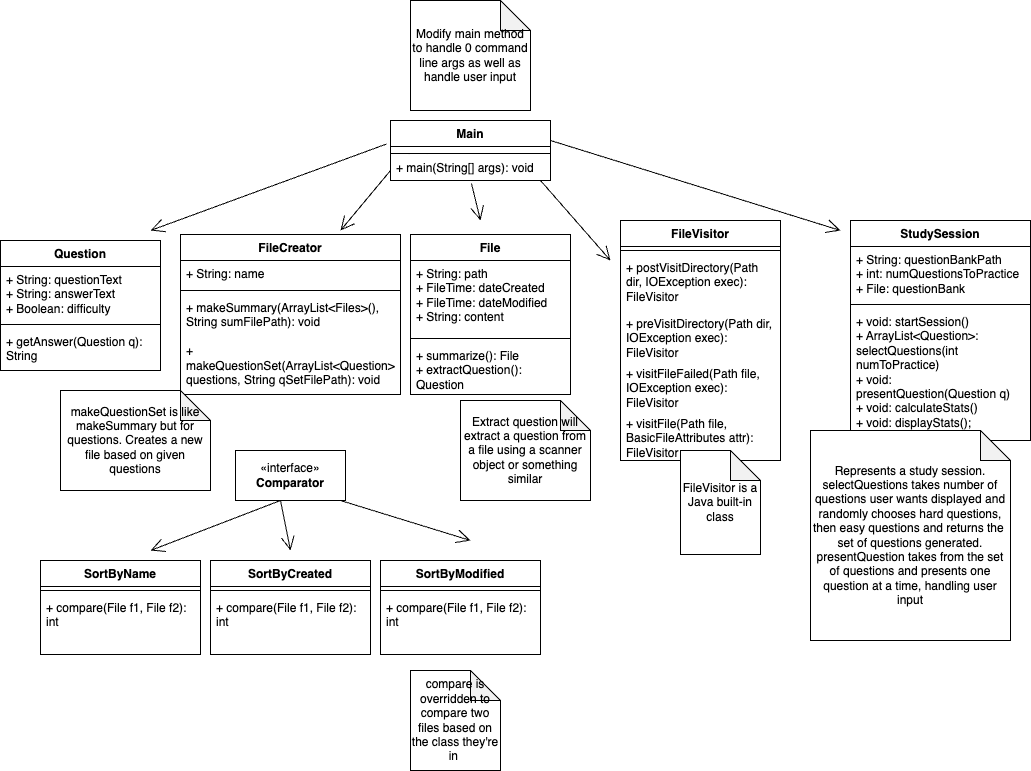 Modify main method
to handle 0 command
line args as well as
handle user input
Main
+ main(String[] args): void
Question
+ String: questionText
+ String: answerText
+ Boolean: difficulty
+ getAnswer(Question q):
String
FileCreator
+ String: name
+ makeSummary(ArrayList<Files>(),
String sumFilePath): void
+
makeQuestionSet(ArrayList<Question>
questions, String qSetFilePath): void
File
+ String: path
+ FileTime: dateCreated
+ FileTime: dateModified
+ String: content
+ summarize(): File
+ extractQuestion():
Question
FileVisitor
+ postVisitDirectory(Path
dir, IOException exec):
FileVisitor
+ preVisitDirectory(Path dir,
IOException exec):
FileVisitor
+ visitFileFailed(Path file,
IOException exec):
FileVisitor
+ visitFile(Path file,
BasicFileAttributes attr):
FileVisitor
StudySession
+ String: questionBankPath
+ int: numQuestionsToPractice
+ File: questionBank
+ void: startSession()
+ ArrayList<Question>:
selectQuestions(int
numToPractice)
+ void:
presentQuestion(Question q)
+ void: calculateStats()
+ void: displayStats();
makeQuestionSet is like
makeSummary but for
questions. Creates a new
file based on given
questions
Extract question will
extract a question from
a file using a scanner
object or something
similar
FileVisitor is a
Java built-in
class
Represents a study session.
selectQuestions takes number of
questions user wants displayed and
randomly chooses hard questions,
then easy questions and returns the
set of questions generated.
presentQuestion takes from the set
of questions and presents one
question at a time, handling user
input
«interface»
Comparator
SortByName
+ compare(File f1, File f2):
int
SortByCreated
+ compare(File f1, File f2):
int
SortByModified
+ compare(File f1, File f2):
int
compare is
overridden to
compare two
files based on
the class they're
in